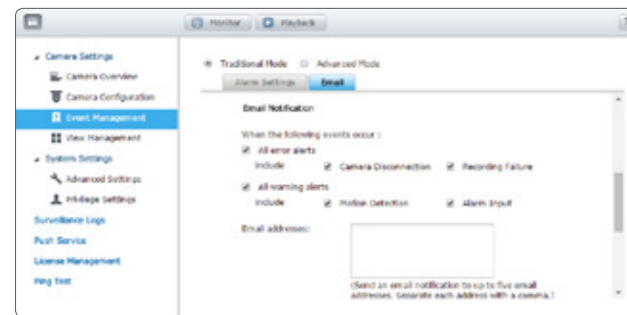 Monitor Playback
Camera Settings
Camera Overview
Camera Configuration
Event Management
View Management
System Settings
Advanced Settings
Privilege Settings
Surveillance Logs
Push Service
License Management
Ping Test
Traditional Mode Advanced Mode
Alarm Settings Email
Email Notification
When the following events occur :
All error alerts
include Camera Disconnection Recording Failure
All warning alerts
include Motion Detection Alarm Input
Email addresses:
(Send an email notification to up to five email
addresses. Separate each address with a comma.)